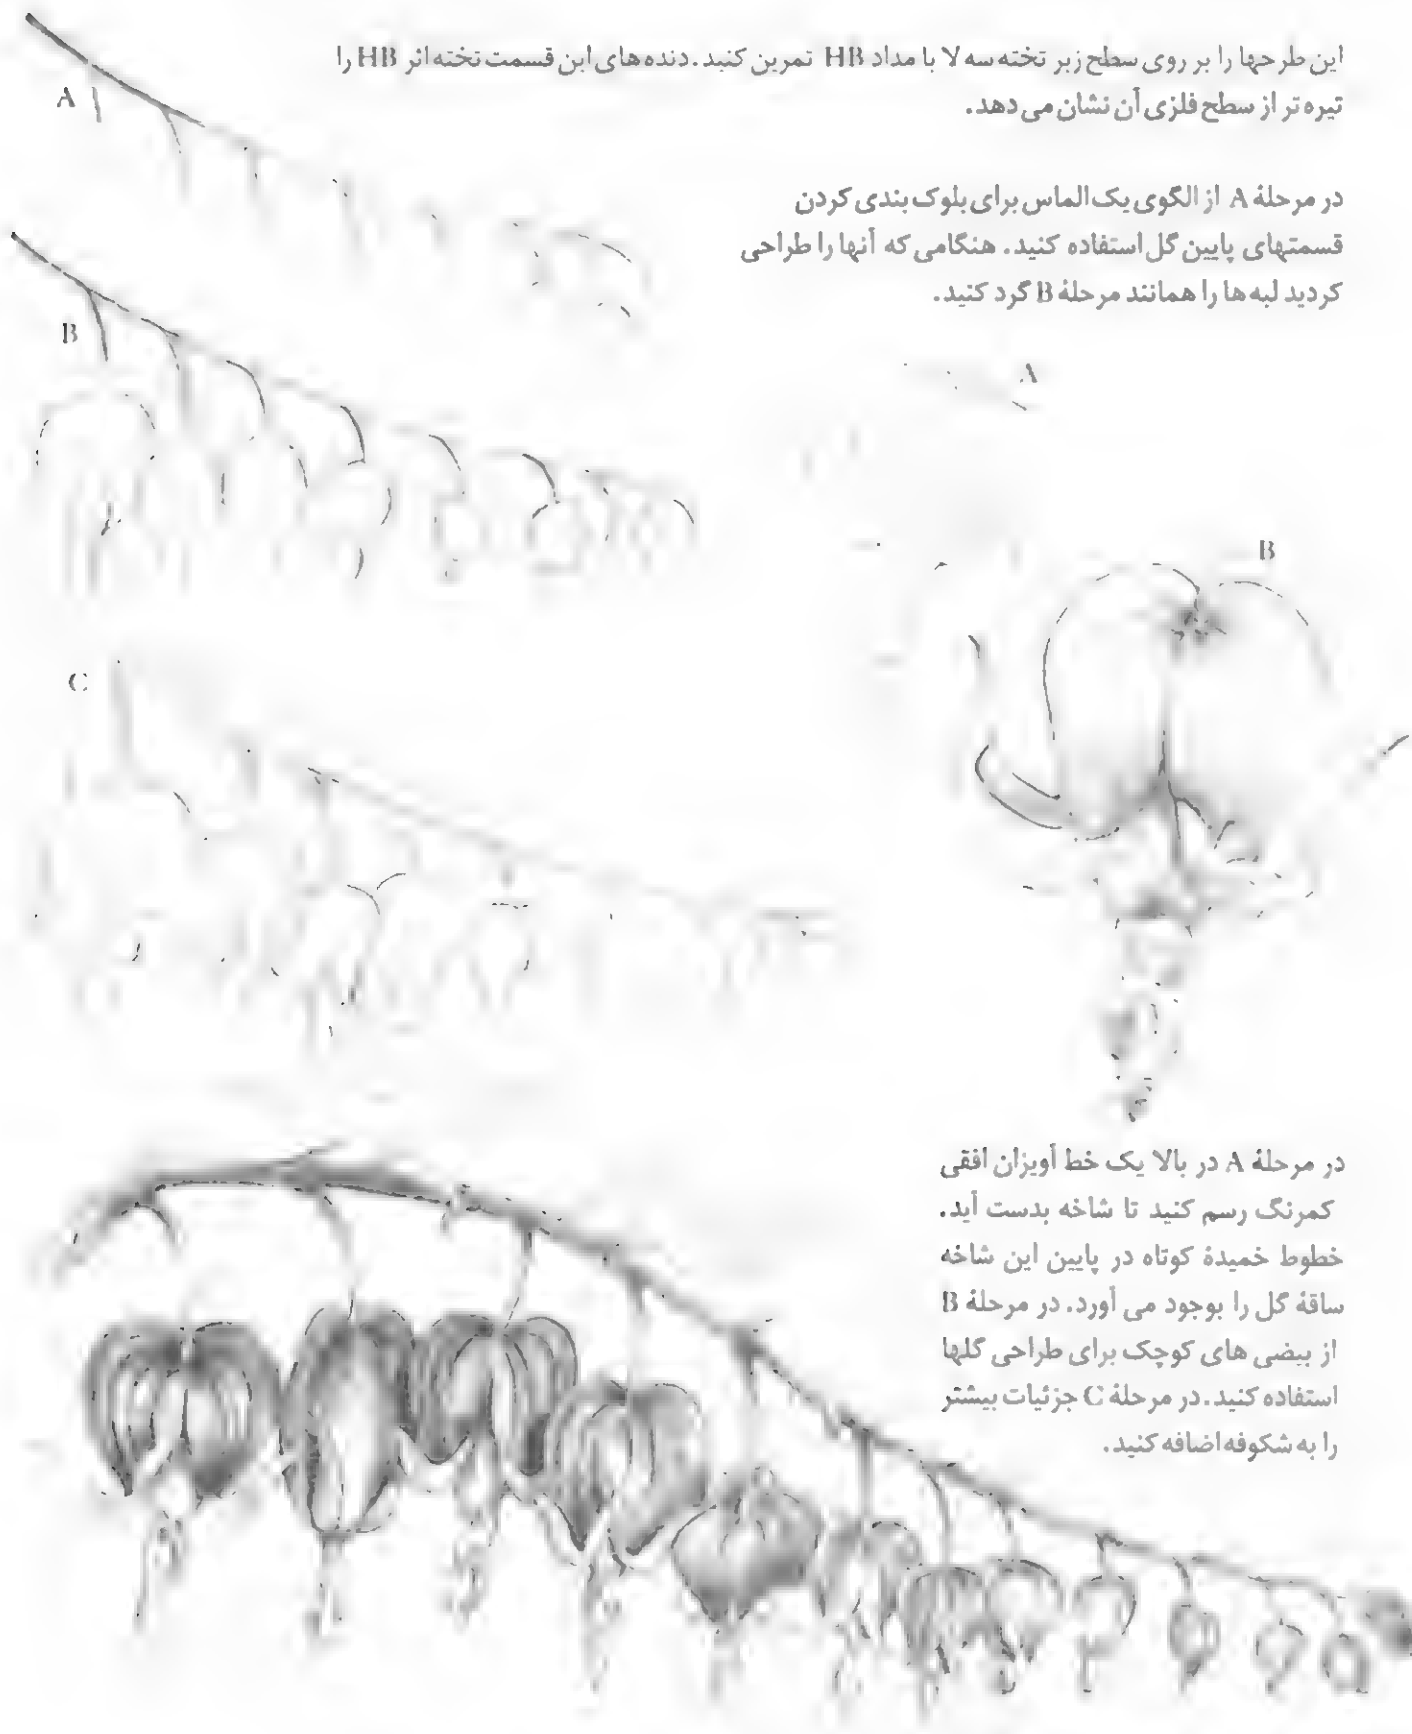 این طرحها را بر روی سطح زبر تخته سه لا با مداد HB تمرین کنید. دنده های این قسمت تخته اثر HB را
تیره تر از سطح فلزی آن نشان می دهد.
در مرحلهٔ A از الگوی یک الماس برای بلوک بندی کردن
قسمتهای پایین گل استفاده کنید. هنگامی که آنها را طراحی
کردید لبه ها را همانند مرحلهٔ B گرد کنید.
A
B
A
B
C
در مرحلهٔ A در بالا یک خط آویزان افقی
کمرنگ رسم کنید تا شاخه بدست آید.
خطوط خمیدهٔ کوتاه در پایین این شاخه
ساقهٔ گل را بوجود می آورد. در مرحلهٔ B
از بیضی های کوچک برای طراحی گلها
استفاده کنید. در مرحلهٔ C جزئیات بیشتر
را به شکوفه اضافه کنید.